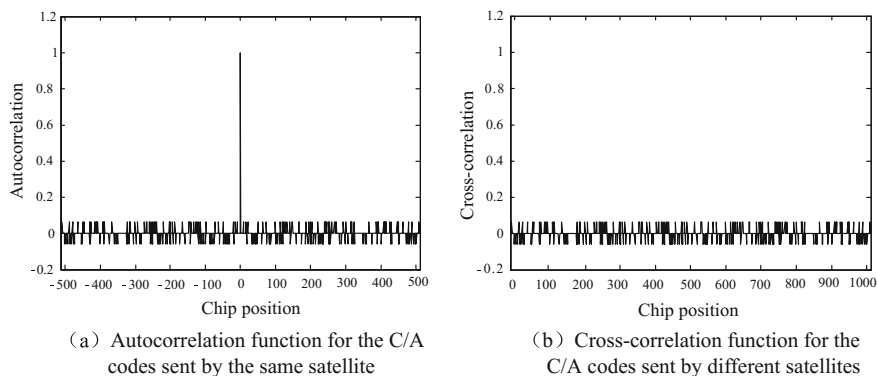 1.2
1
0.8
0.6
0.4
0.2
0
-0.2
Autocorrelation
-500 -400 -300 -200 -100 0 100 200 300 400 500
Chip position
(a) Autocorrelation function for the C/A
codes sent by the same satellite
1.2
1
0.8
0.6
0.4
0.2
0
-0.2
Cross-correlation
0 100 200 300 400 500 600 700 800 900 1000
Chip position
(b) Cross-correlation function for the
C/A codes sent by different satellites